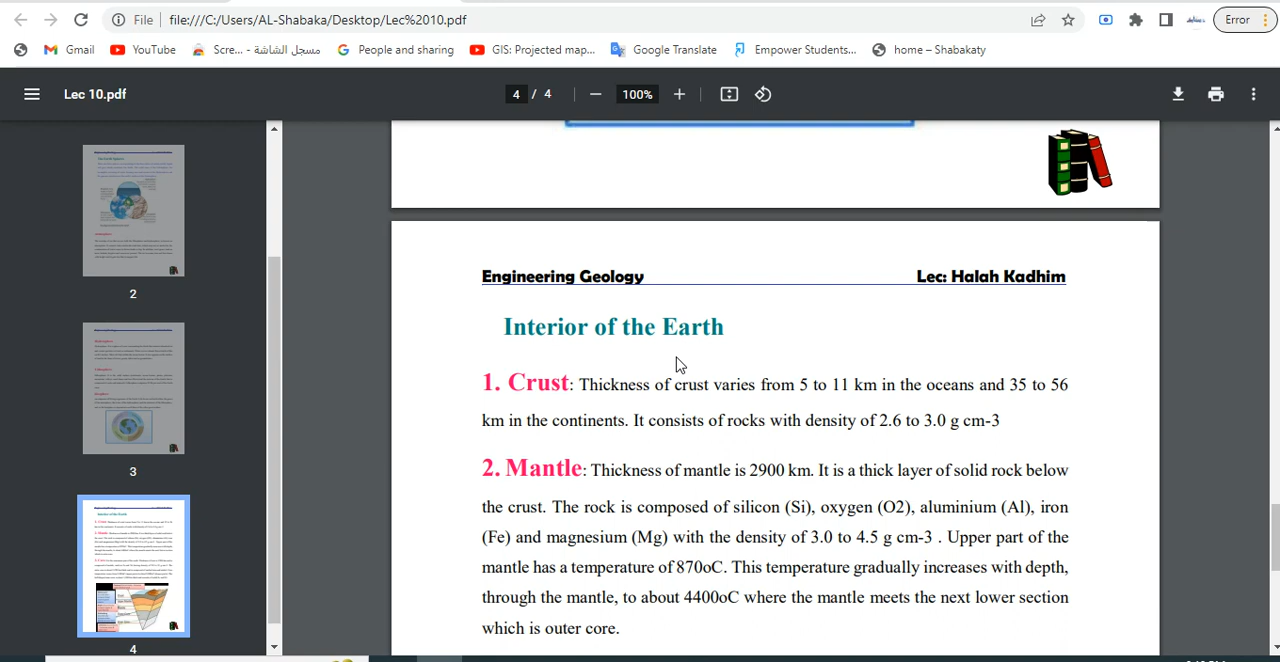 File file:///C:/Users/AL-Shabaka/Desktop/Lec%2010.pdf Error
Gmail YouTube Scre... - مسجل الشاشة People and sharing GIS: Projected map... Google Translate Empower Students... home – Shabakaty
Lec 10.pdf 4 / 4 100%
2
3
4
Engineering Geology Lec: Halah Kadhim
Interior of the Earth
1. Crust: Thickness of crust varies from 5 to 11 km in the oceans and 35 to 56
km in the continents. It consists of rocks with density of 2.6 to 3.0 g cm-3
2. Mantle: Thickness of mantle is 2900 km. It is a thick layer of solid rock below
the crust. The rock is composed of silicon (Si), oxygen (O2), aluminium (Al), iron
(Fe) and magnesium (Mg) with the density of 3.0 to 4.5 g cm-3 . Upper part of the
mantle has a temperature of 870oC. This temperature gradually increases with depth,
through the mantle, to about 4400oC where the mantle meets the next lower section
which is outer core.